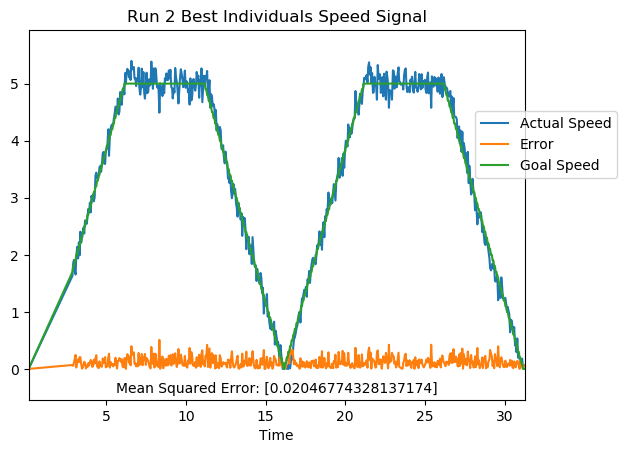 Run 2 Best Individuals Speed Signal
5
4
3
2
1
0
Actual Speed
Error
Goal Speed
Mean Squared Error: [0.02046774328137174]
5 10 15 20 25 30
Time